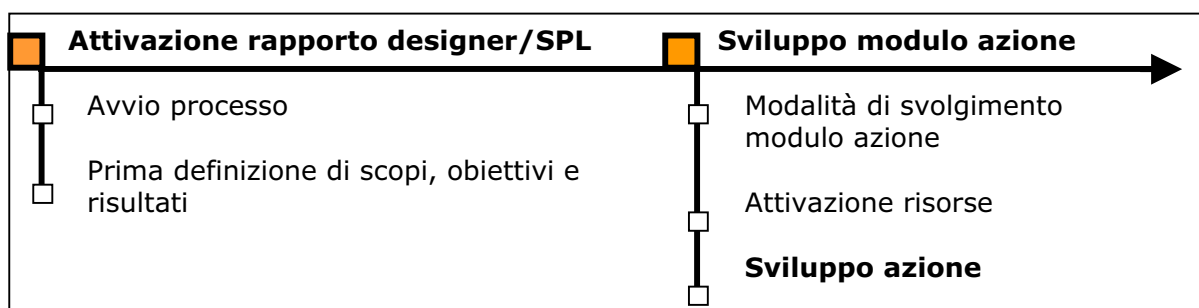 Attivazione rapporto designer/SPL
Avvio processo
Prima definizione di scopi, obiettivi e
risultati
Sviluppo modulo azione
Modalità di svolgimento
modulo azione
Attivazione risorse
Sviluppo azione